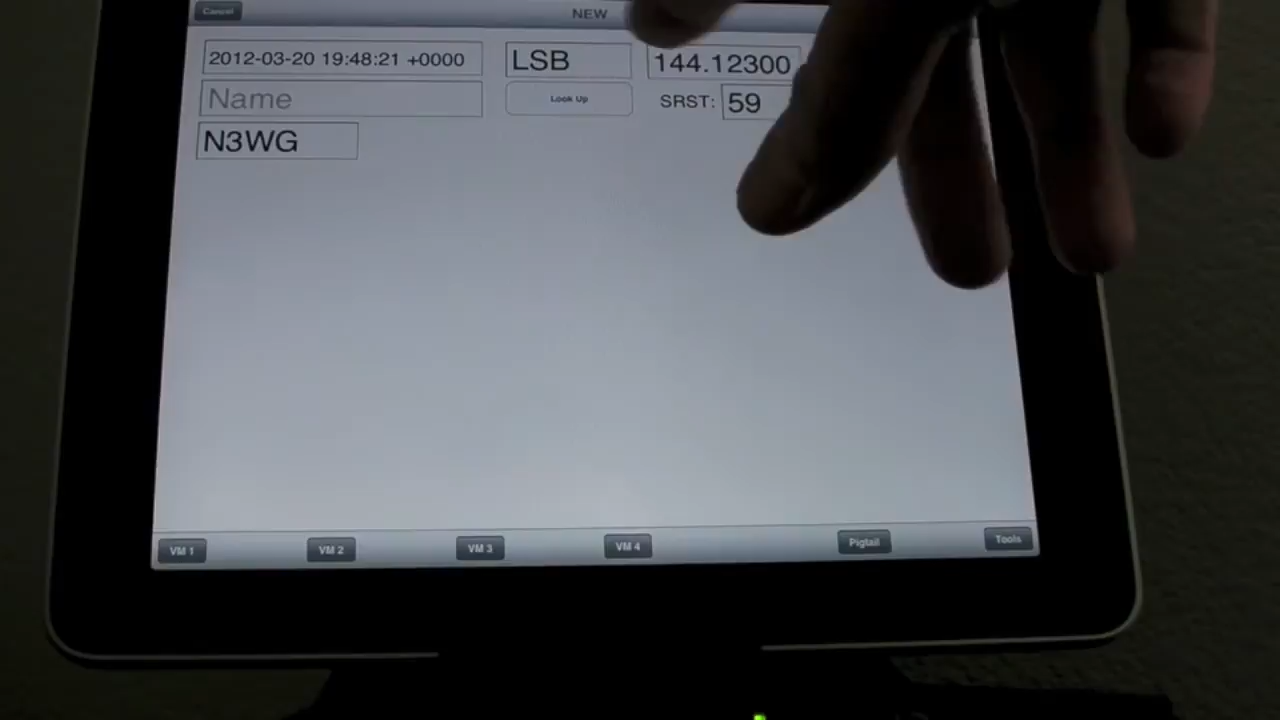 Cancel NEW
2012-03-20 19:48:21 +0000 LSB 144.12300
Name Look Up SRST: 59
N3WG
VM 1 VM 2 VM 3 VM 4 Pigtail Tools